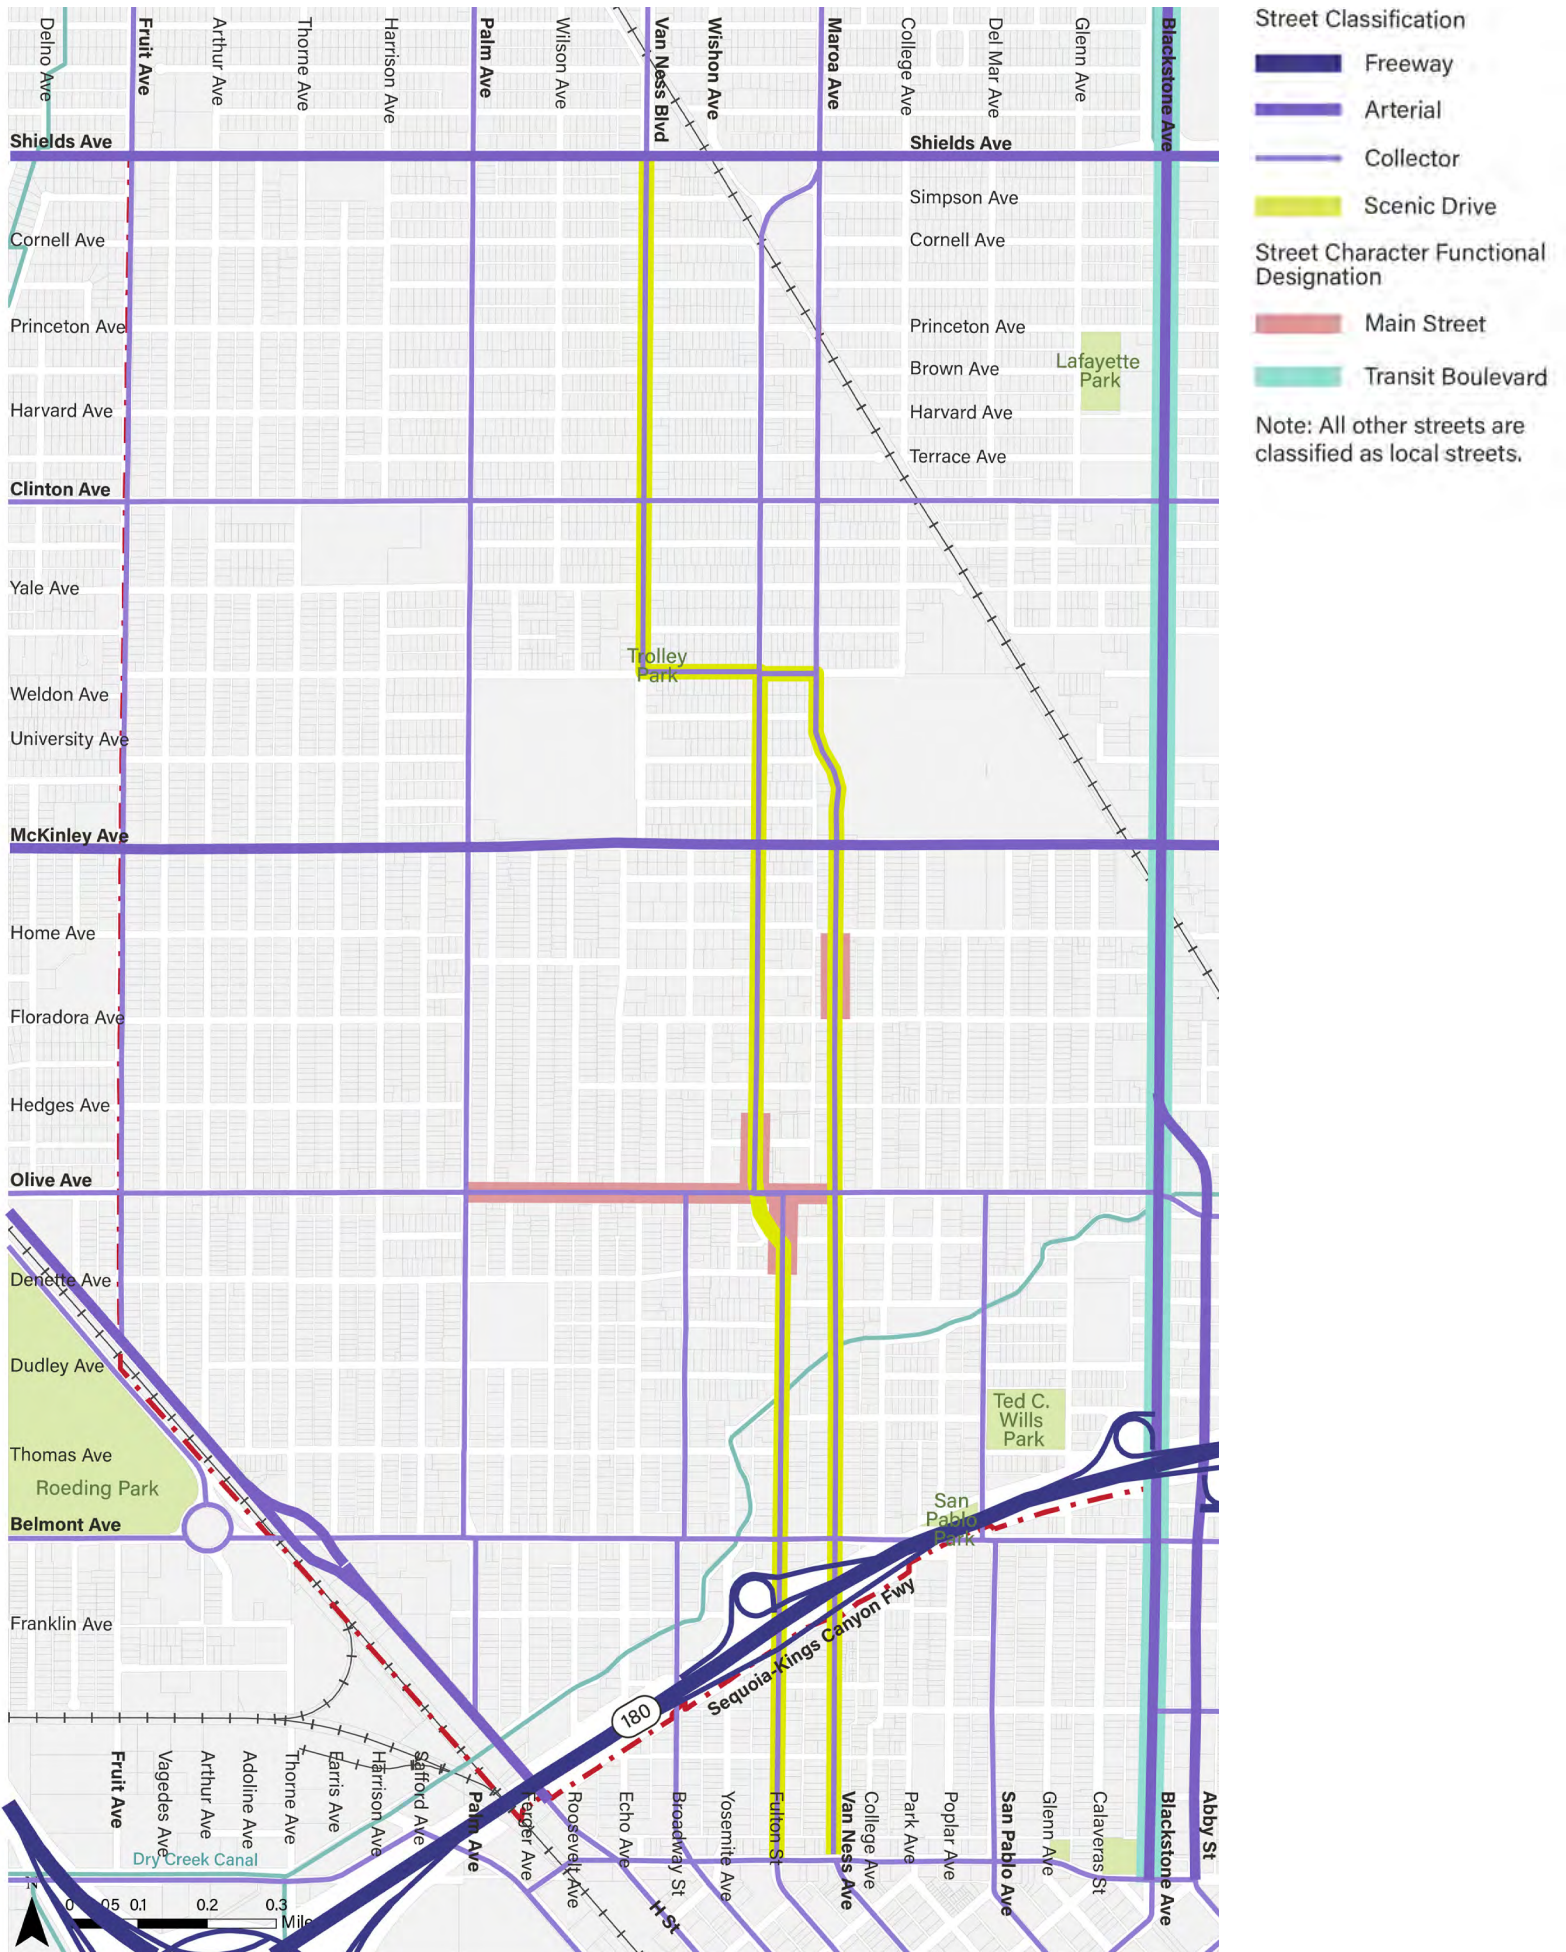 Delno Ave
Fruit Ave
Arthur Ave
Thorne Ave
Harrison Ave
Palm Ave
Wilson Ave
Van Ness Blvd
Wishon Ave
Maroa Ave
College Ave
Del Mar Ave
Glenn Ave
Blackstone Ave
Shields Ave
Shields Ave
Simpson Ave
Cornell Ave
Cornell Ave
Princeton Ave
Princeton Ave
Brown Ave
Lafayette
Park
Harvard Ave
Harvard Ave
Terrace Ave
Clinton Ave
Yale Ave
Trolley
Park
Weldon Ave
University Ave
McKinley Ave
Home Ave
Floradora Ave
Hedges Ave
Olive Ave
Denette Ave
Dudley Ave
Ted C.
Wills
Park
Thomas Ave
Roeding Park
San
Pablo
Park
Belmont Ave
Franklin Ave
Sequoia-Kings Canyon Fwy
180
Fruit Ave
Vagedes Ave
Arthur Ave
Adoline Ave
Thorne Ave
Farris Ave
Harrison Ave
Safford Ave
Palm Ave
Ferger Ave
Roosevelt Ave
Echo Ave
Broadway St
Yosemite Ave
Fulton St
Van Ness Ave
College Ave
Park Ave
Poplar Ave
San Pablo Ave
Glenn Ave
Calaveras St
Blackstone Ave
Abby St
H St
Dry Creek Canal
N
0 0.05 0.1 0.2 0.3
Mile
Street Classification
Freeway
Arterial
Collector
Scenic Drive
Street Character Functional
Designation
Main Street
Transit Boulevard
Note: All other streets are
classified as local streets.